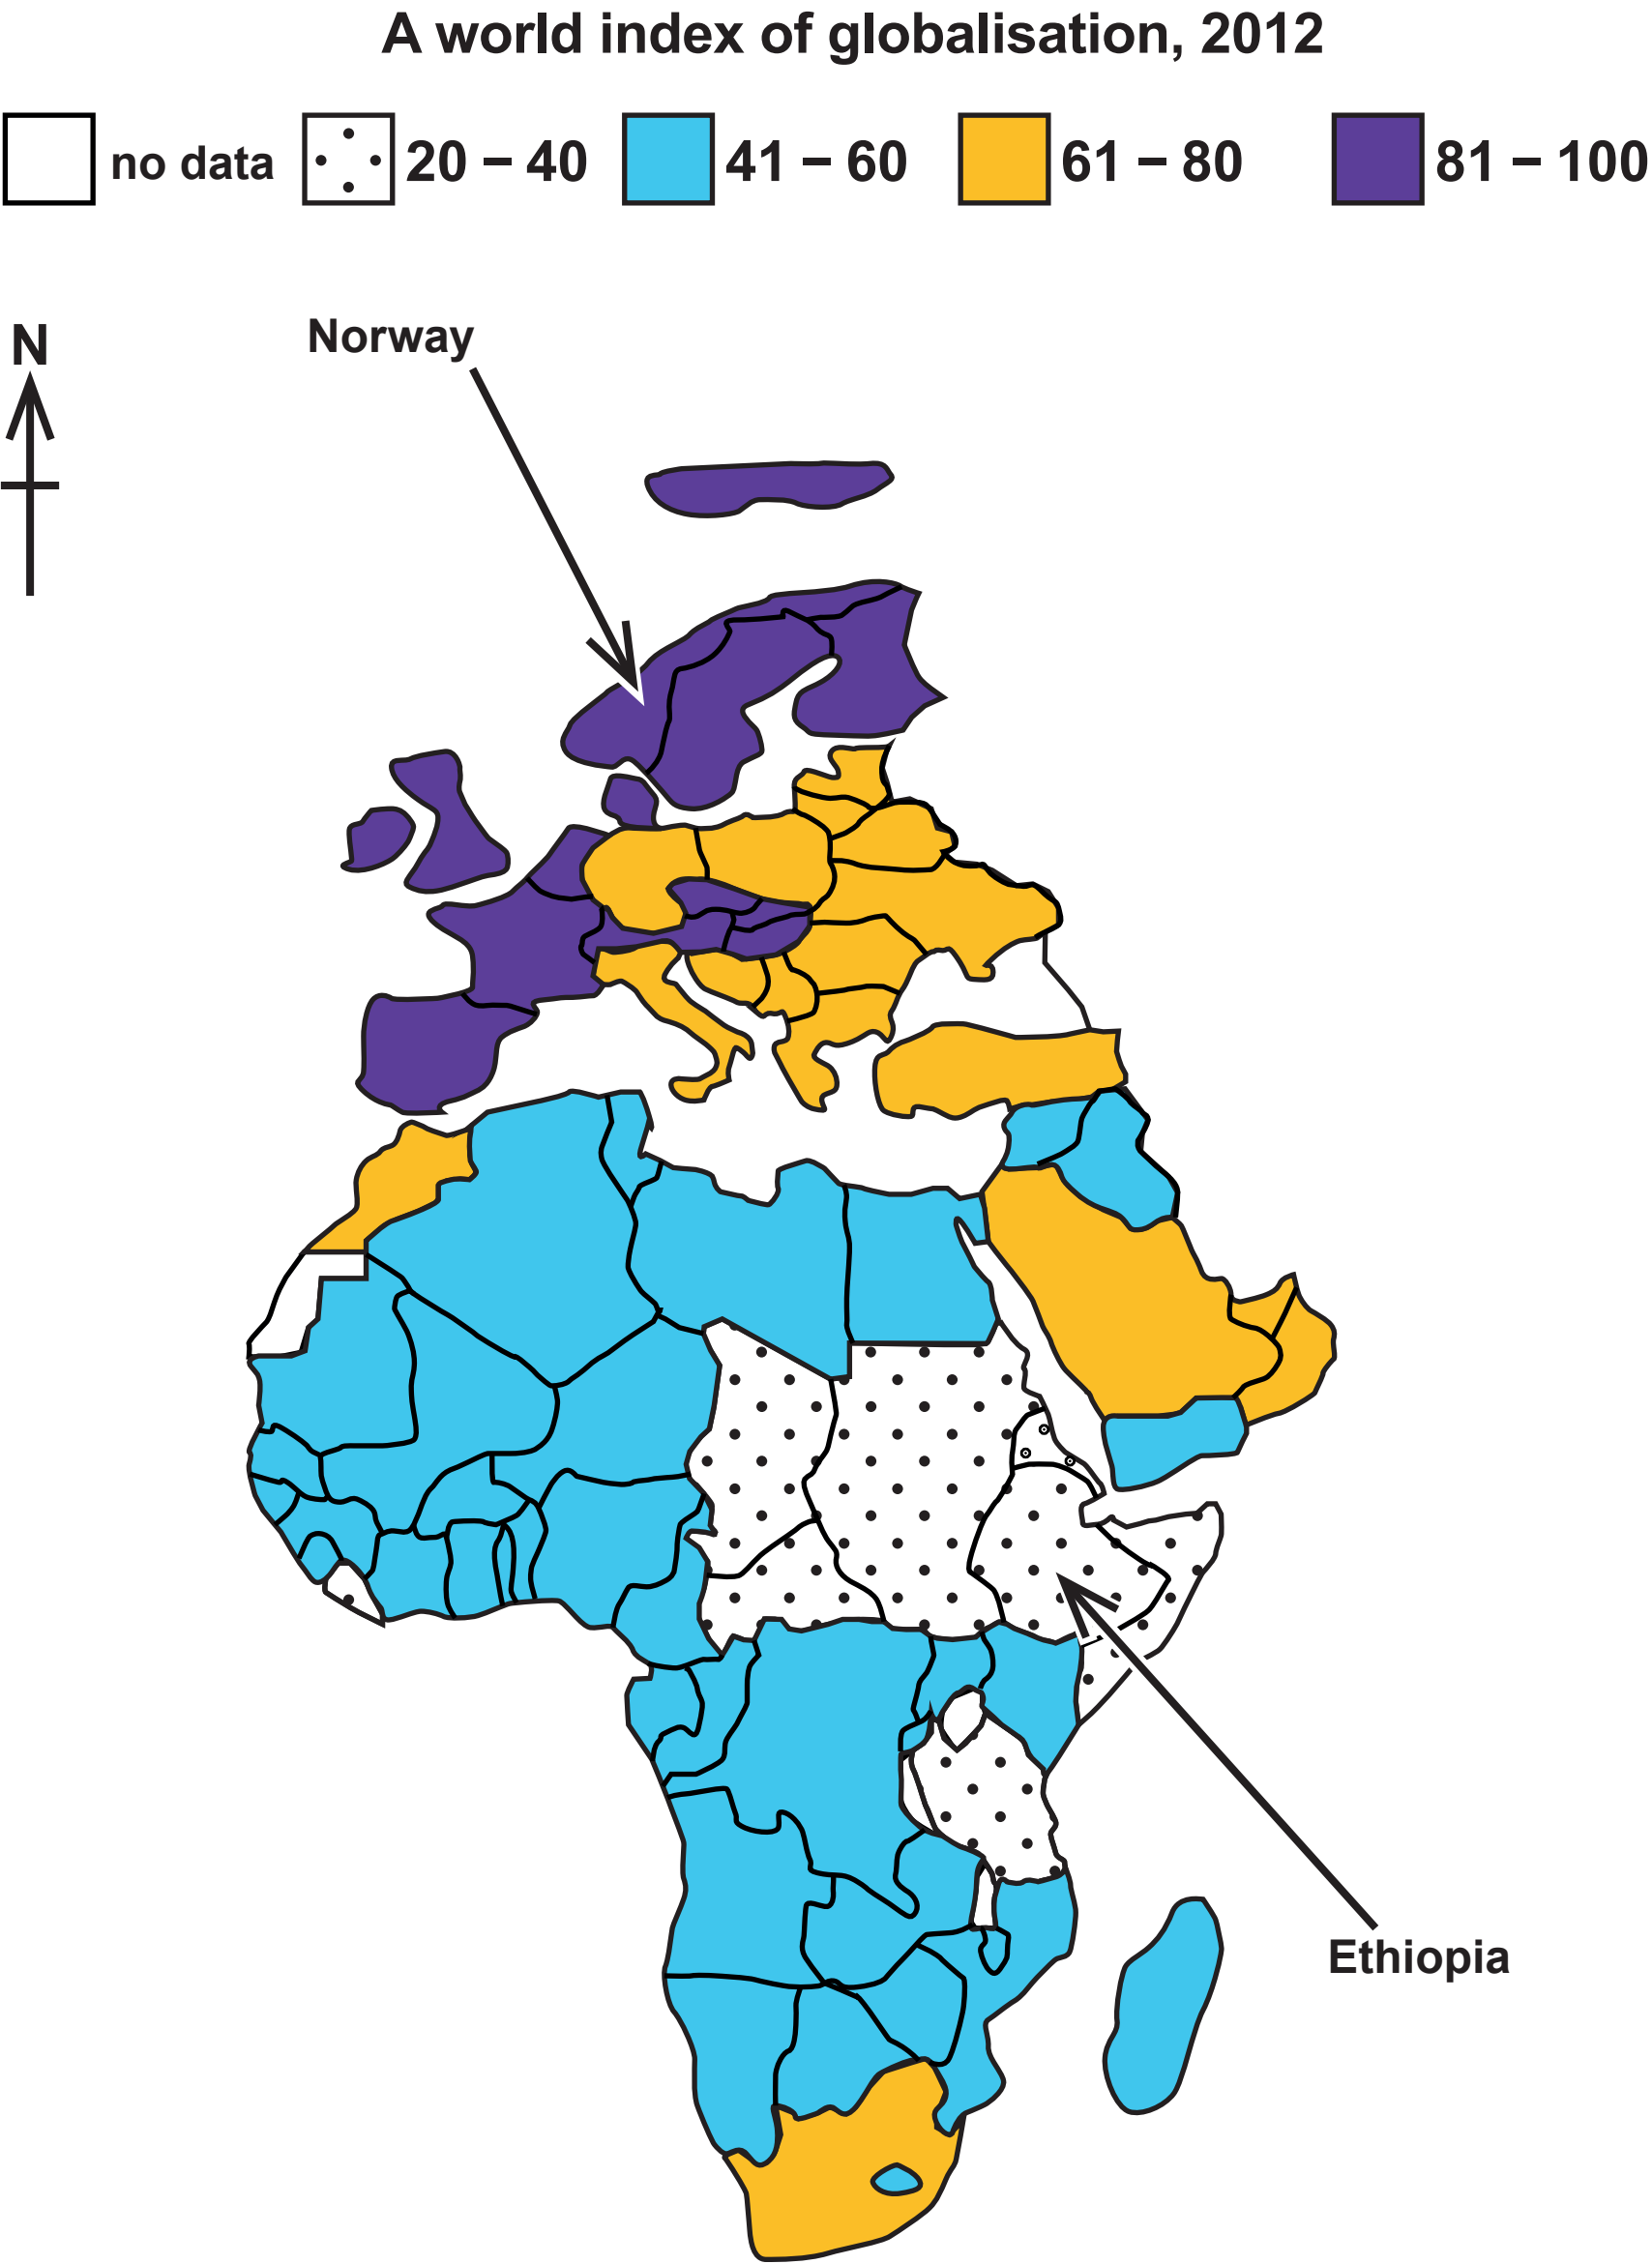 A world index of globalisation, 2012
no data 20 – 40 41 – 60 61 – 80 81 – 100
N
Norway
Ethiopia